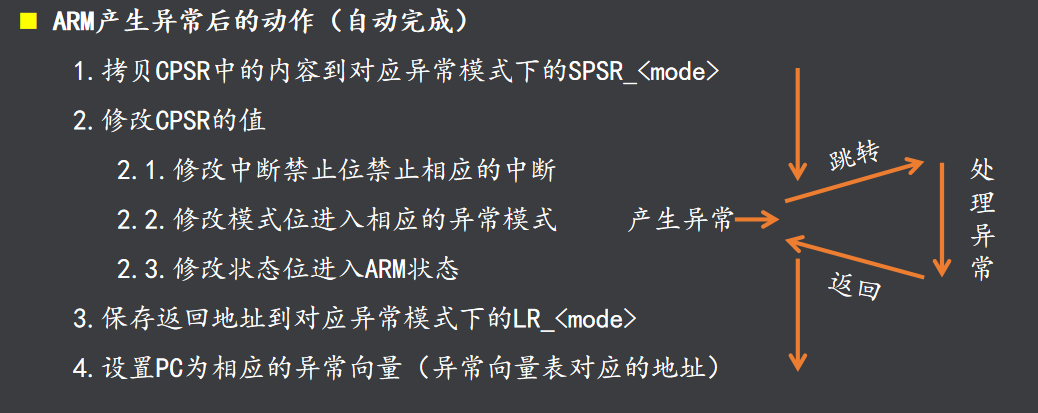 ARM产生异常后的动作（自动完成）
1.拷贝CPSR中的内容到对应异常模式下的SPSR_<mode>
2.修改CPSR的值
2.1.修改中断禁止位禁止相应的中断
2.2.修改模式位进入相应的异常模式
2.3.修改状态位进入ARM状态
3.保存返回地址到对应异常模式下的LR_<mode>
4.设置PC为相应的异常向量（异常向量表对应的地址）
产生异常
跳转
处理异常
返回